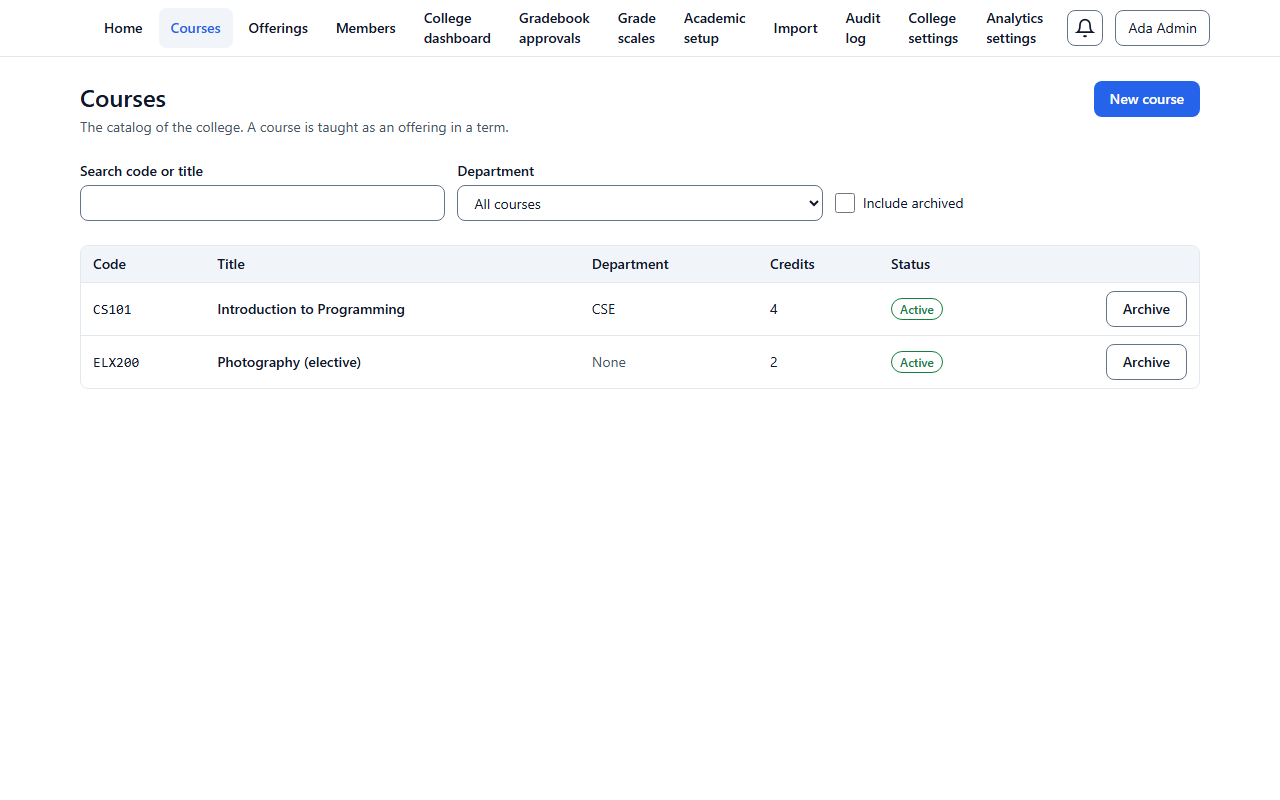 Home
Courses
Offerings
Members
College dashboard
Gradebook approvals
Grade scales
Academic setup
Import
Audit log
College settings
Analytics settings
Ada Admin
Courses
New course
The catalog of the college. A course is taught as an offering in a term.
Search code or title
Department
All courses
Include archived
Code Title Department Credits Status
CS101 Introduction to Programming CSE 4 Active Archive
ELX200 Photography (elective) None 2 Active Archive